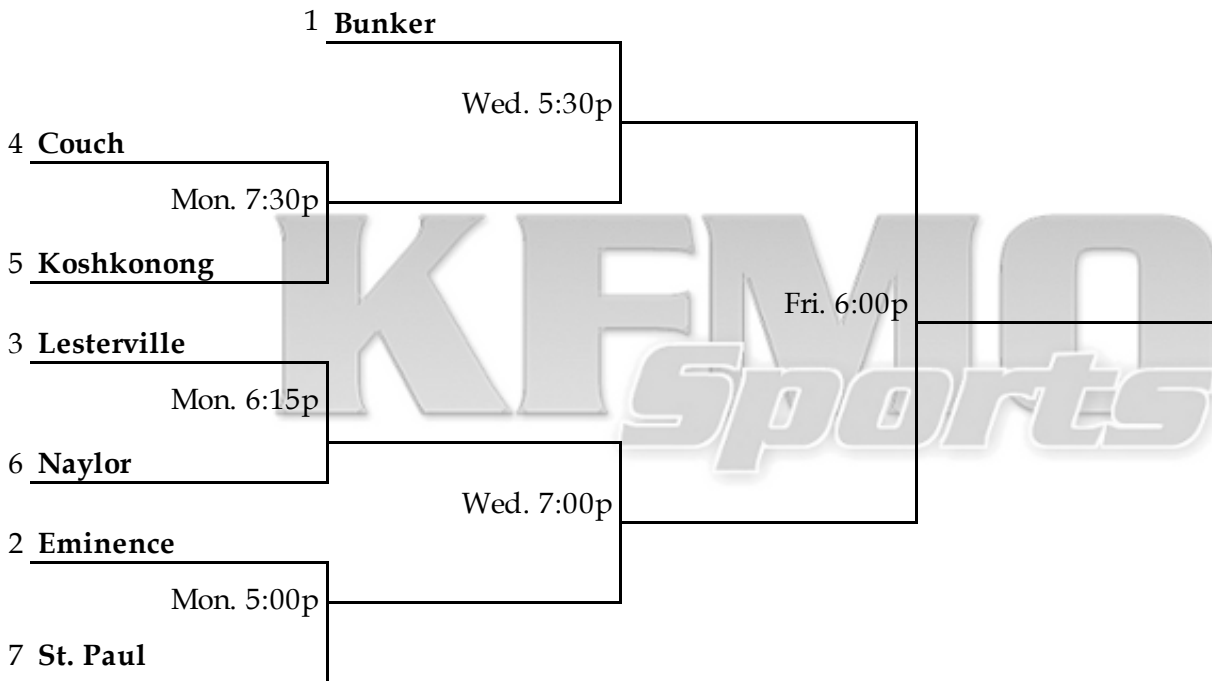 1 Bunker
Wed. 5:30p
4 Couch
Mon. 7:30p
5 Koshkonong
Fri. 6:00p
3 Lesterville
Mon. 6:15p
6 Naylor
Wed. 7:00p
2 Eminence
Mon. 5:00p
7 St. Paul
KFMO
Sports